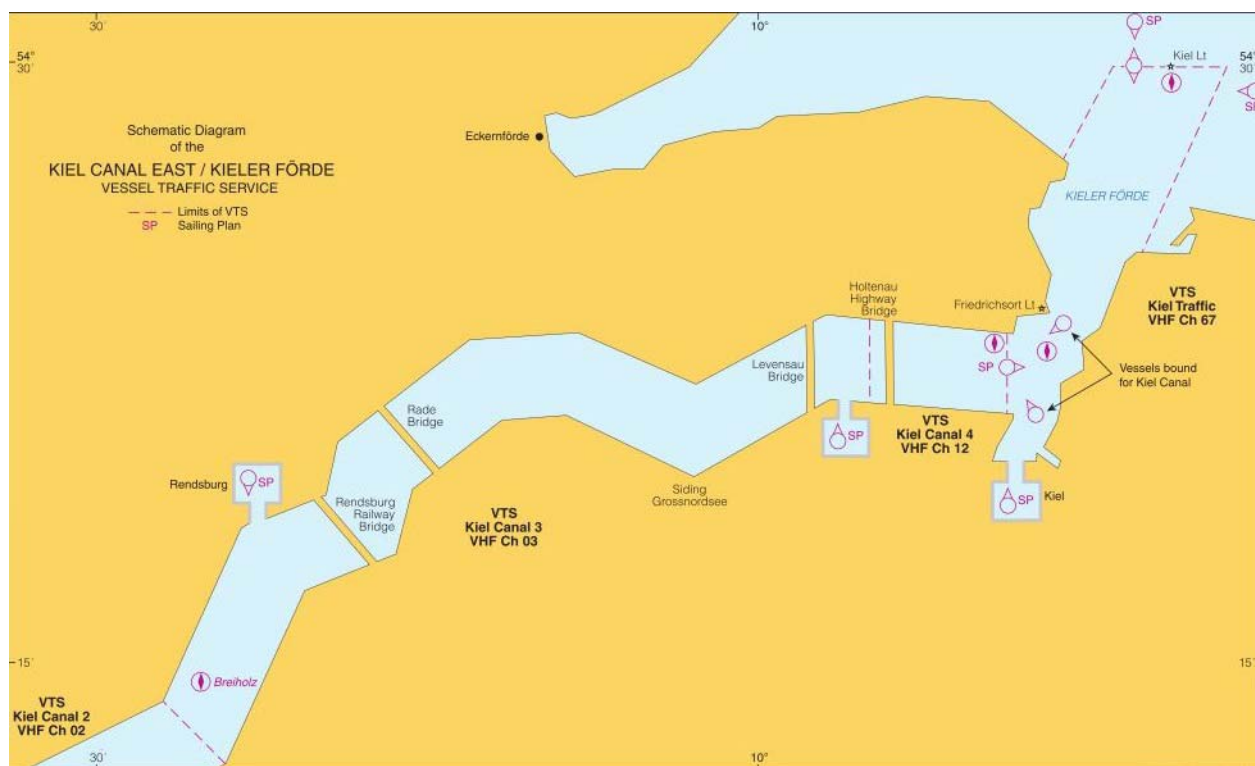 30´
10°
SP
54°
30´
Kiel Lt
54°
30´
Schematic Diagram
of the
KIEL CANAL EAST / KIELER FÖRDE
VESSEL TRAFFIC SERVICE
Limits of VTS
SP Sailing Plan
Eckernförde
KIELER FÖRDE
Holtenau
Highway
Bridge
Friedrichsort Lt
VTS
Kiel Traffic
VHF Ch 67
Levensau
Bridge
SP
Vessels bound
for Kiel Canal
Rade
Bridge
SP
VTS
Kiel Canal 4
VHF Ch 12
Rendsburg
SP
Rendsburg
Railway
Bridge
VTS
Kiel Canal 3
VHF Ch 03
Siding
Grossnordsee
SP
Kiel
15´
15´
Breiholz
VTS
Kiel Canal 2
VHF Ch 02
30´
10°